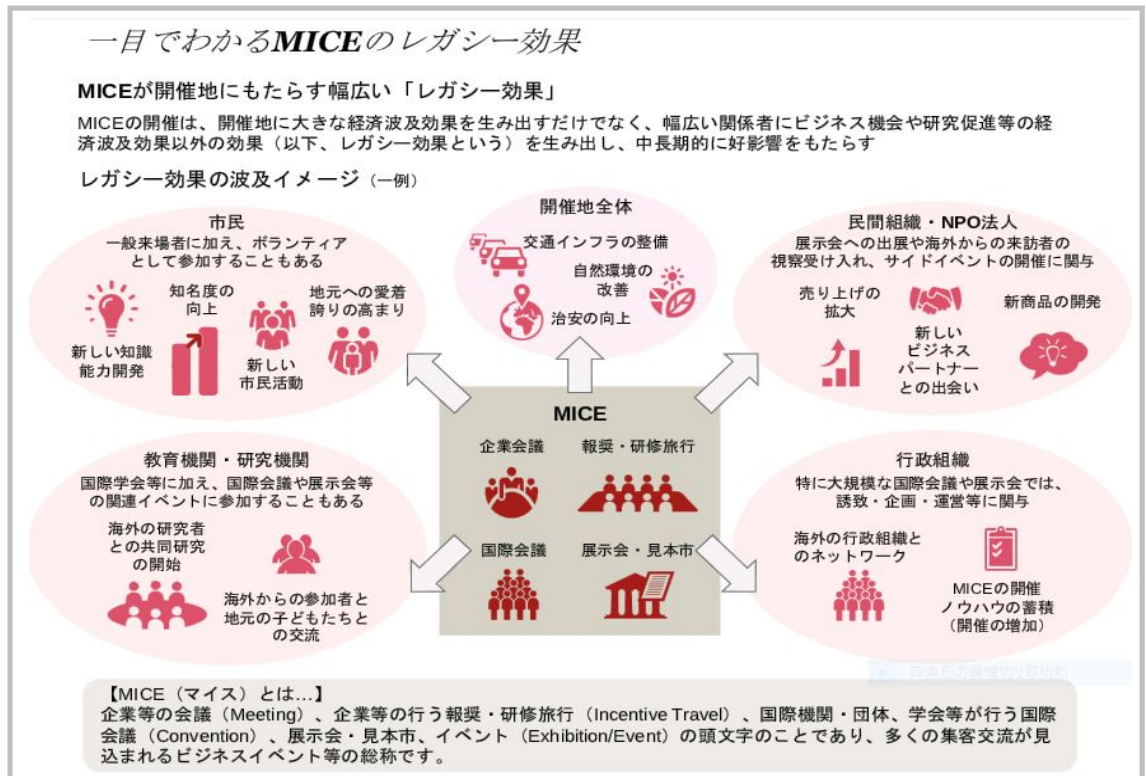 一目でわかるMICEのレガシー効果
MICEが開催地にもたらす幅広い「レガシー効果」
MICEの開催は、開催地に大きな経済波及効果を生み出すだけでなく、幅広い関係者にビジネス機会や研究促進等の経
済波及効果以外の効果（以下、レガシー効果という）を生み出し、中長期的に好影響をもたらす
レガシー効果の波及イメージ（一例）
市民
一般来場者に加え、ボランティア
として参加することもある
新しい知識
能力開発
知名度の
向上
新しい
市民活動
地元への愛着
誇りの高まり
開催地全体
交通インフラの整備
自然環境の
改善
治安の向上
民間組織・NPO法人
展示会への出展や海外からの来訪者の
視察受け入れ、サイドイベントの開催に関与
売り上げの
拡大
新しい
ビジネス
パートナー
との出会い
新商品の開発
MICE
企業会議
報奨・研修旅行
国際会議
展示会・見本市
教育機関・研究機関
国際学会等に加え、国際会議や展示会等
の関連イベントに参加することもある
海外の研究者
との共同研究
の開始
海外からの参加者と
地元の子どもたちと
の交流
行政組織
特に大規模な国際会議や展示会では、
誘致・企画・運営等に関与
海外の行政組織と
のネットワーク
MICEの開催
ノウハウの蓄積
（開催の増加）
【MICE（マイス）とは…】
企業等の会議（Meeting）、企業等の行う報奨・研修旅行（Incentive Travel）、国際機関・団体、学会等が行う国際
会議（Convention）、展示会・見本市、イベント（Exhibition/Event）の頭文字のことであり、多くの集客交流が見
込まれるビジネスイベント等の総称です。